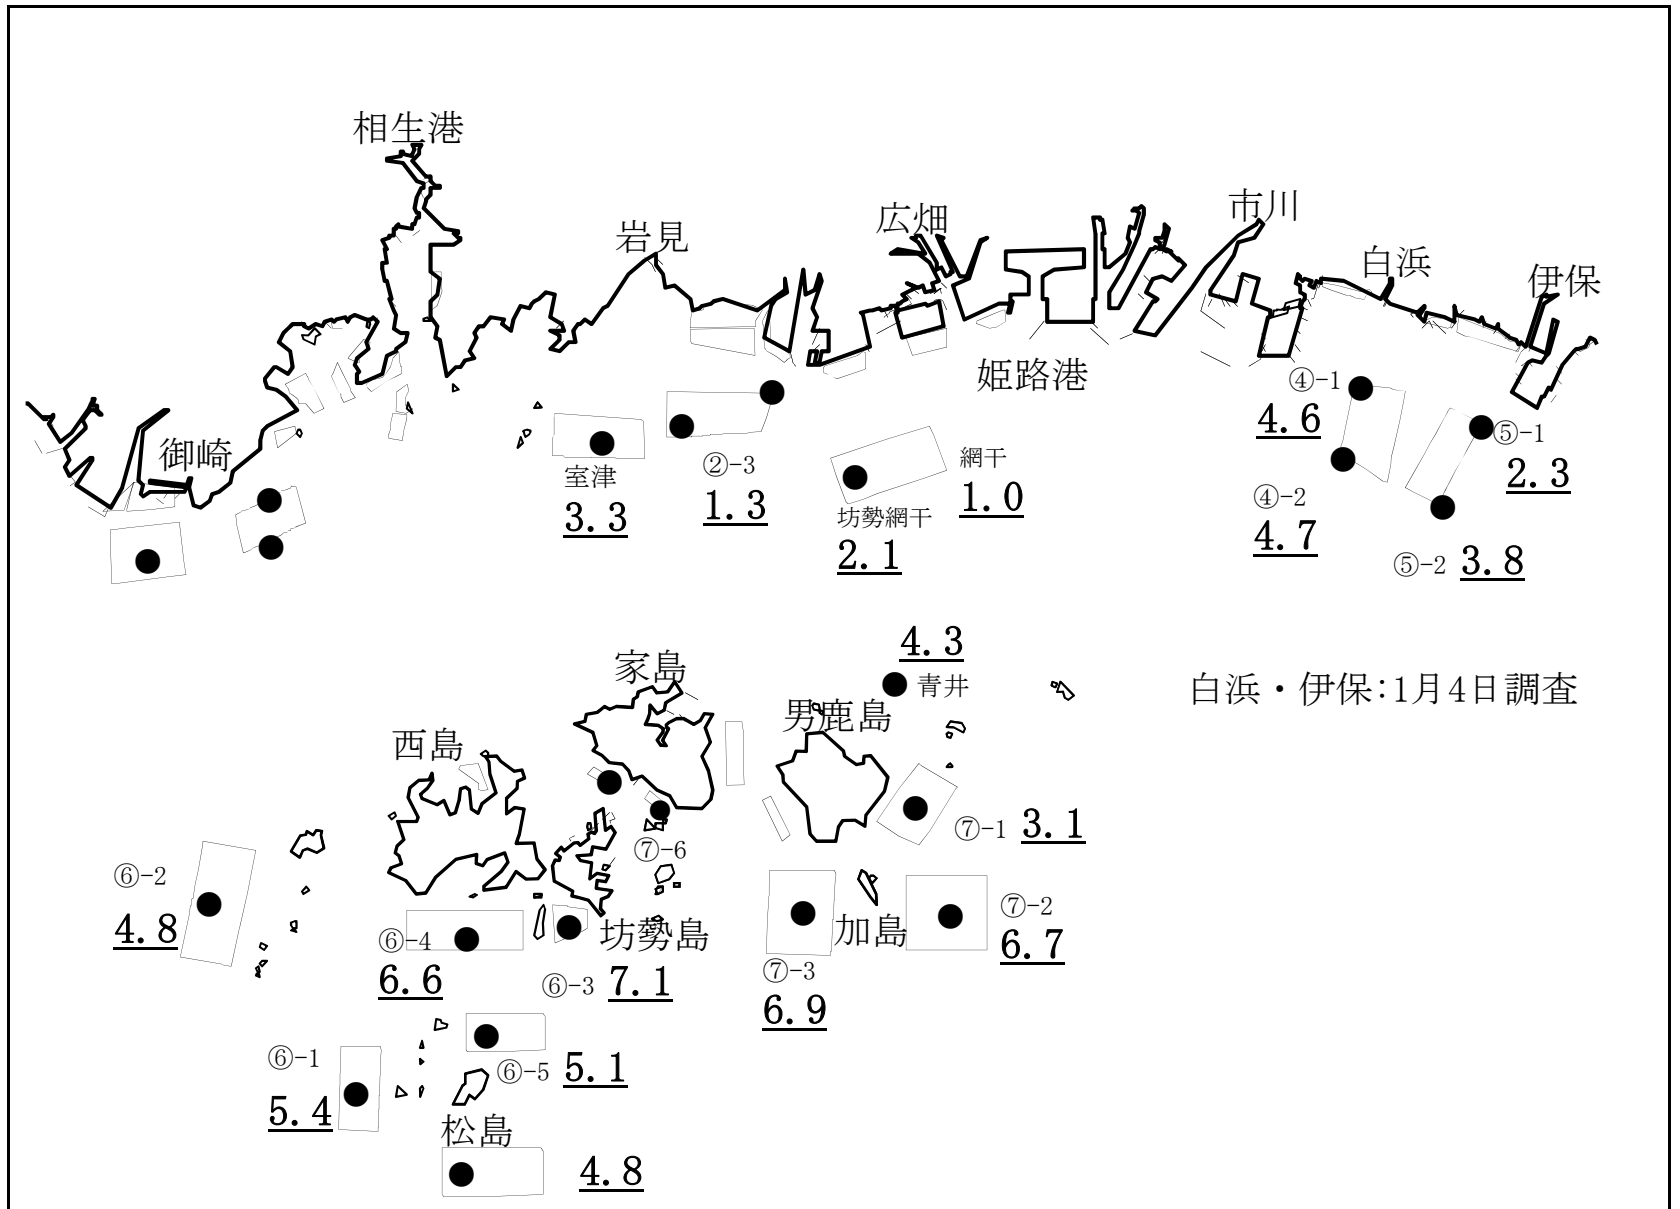 相生港
市川
広畑
岩見
白浜
伊保
姫路港
④-1
4.6
御崎
⑤-1
2.3
②-3
1.3
網干
1.0
室津
3.3
④-2
4.7
坊勢網干
2.1
⑤-2 3.8
4.3
青井
家島
白浜・伊保:1月4日調査
男鹿島
西島
⑦-1 3.1
⑦-6
⑥-2
4.8
⑦-2
6.7
加島
坊勢島
⑥-4
6.6
⑥-3 7.1
⑦-3
6.9
⑥-1
5.4
⑥-5 5.1
松島
4.8